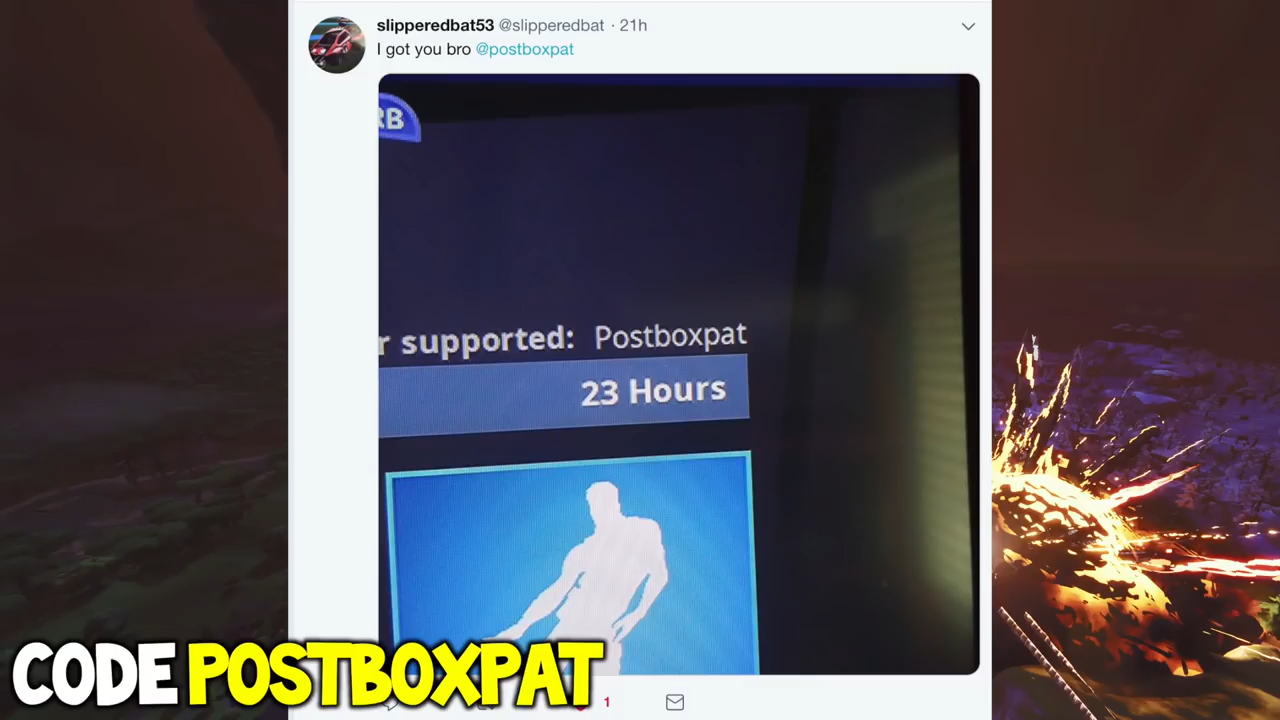 slipperedbat53 @slipperedbat · 21h
I got you bro @postboxpat
RB
r supported: Postboxpat
23 Hours
CODE POSTBOXPAT
1